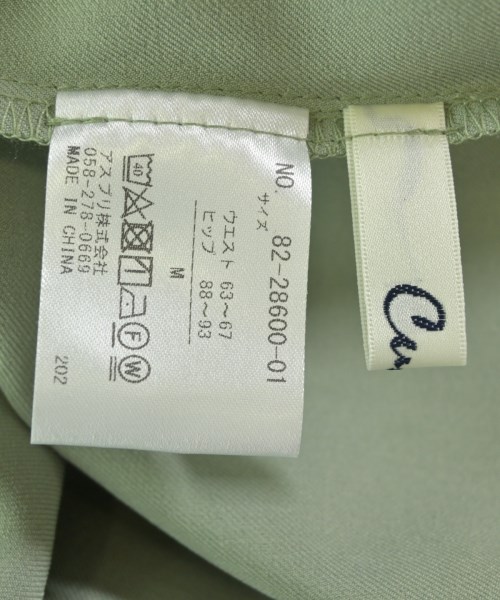 NO. 82-28600-01
サイズ
ウエスト 63〜67
ヒップ 88〜93
M
40
F W
アスプリ株式会社
058-278-0669
MADE IN CHINA
202